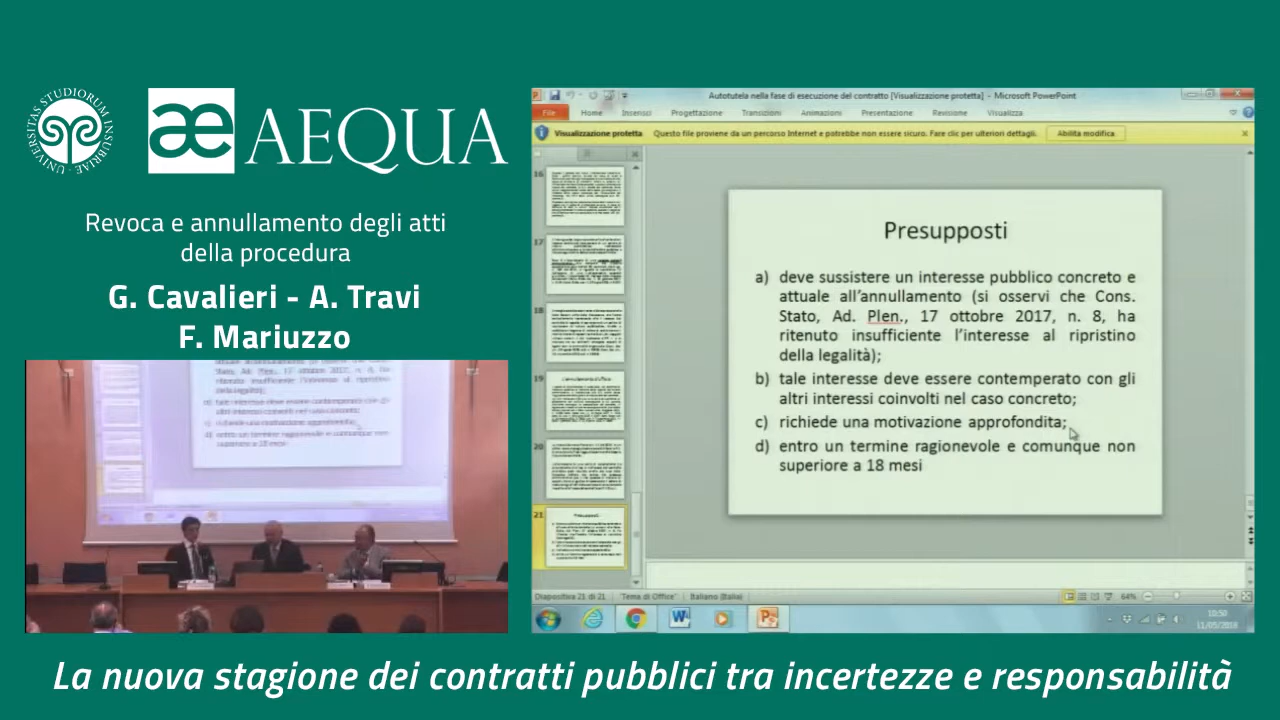 UNIVERSITAS STUDIORUM INSUBRIAE
æ AEQUA
Revoca e annullamento degli atti
della procedura
G. Cavalieri - A. Travi
F. Mariuzzo
Autotutela nella fase di esecuzione del contratto [Visualizzazione protetta] - Microsoft PowerPoint
File Home Inserisci Progettazione Transizioni Animazioni Presentazione Revisione Visualizza
Visualizzazione protetta Questo file proviene da un percorso Internet e potrebbe non essere sicuro. Fare clic per ulteriori dettagli. Abilita modifica
16
17
18
19
20
21
Presupposti
a) deve sussistere un interesse pubblico concreto e
attuale all'annullamento (si osservi che Cons.
Stato, Ad. Plen., 17 ottobre 2017, n. 8, ha
ritenuto insufficiente l'interesse al ripristino
della legalità);
b) tale interesse deve essere contemperato con gli
altri interessi coinvolti nel caso concreto;
c) richiede una motivazione approfondita;
d) entro un termine ragionevole e comunque non
superiore a 18 mesi
Diapositiva 21 di 21 "Tema di Office" Italiano (Italia) 64%
10:50
11/05/2018
La nuova stagione dei contratti pubblici tra incertezze e responsabilità